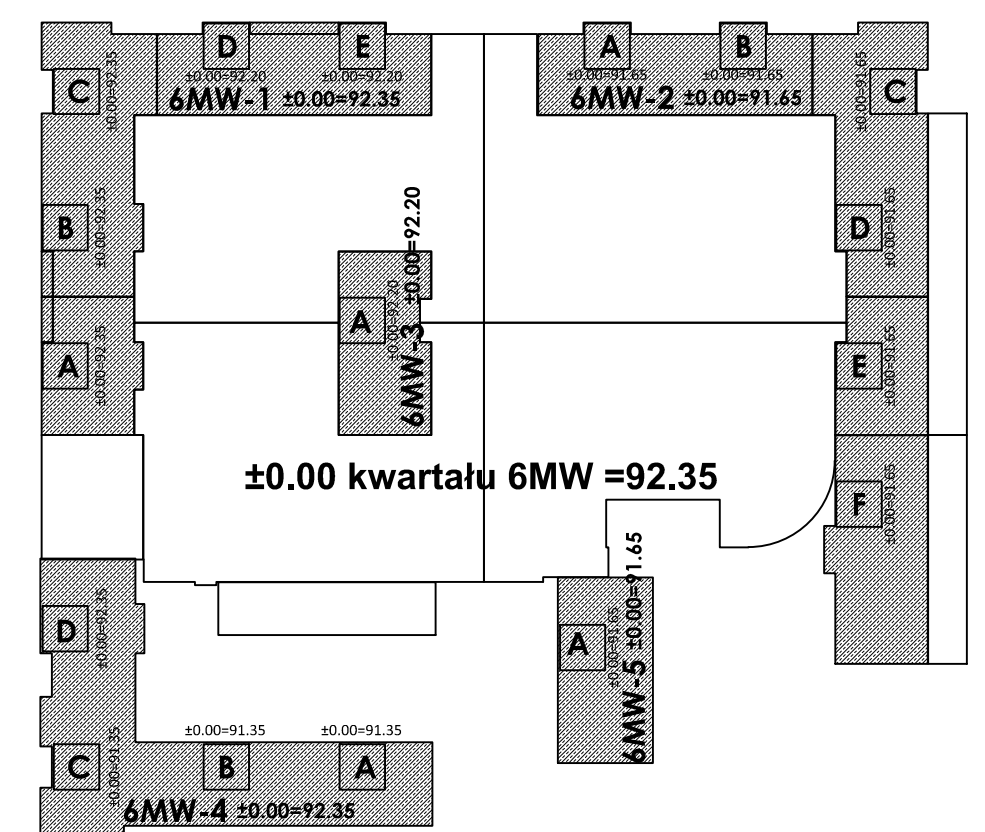 D
E
A
B
±0.00=92.20
±0.00=92.20
±0.00=91.65
±0.00=91.65
C
±0.00=92.35
6MW-1 ±0.00=92.35
6MW-2 ±0.00=91.65
±0.00=91.65
C
B
±0.00=92.35
6MW-3 ±0.00=92.20
D
±0.00=91.65
A
±0.00=92.20
A
±0.00=92.35
E
±0.00=91.65
±0.00 kwartału 6MW =92.35
F
±0.00=91.65
D
±0.00=92.35
A
±0.00=91.65
6MW-5 ±0.00=91.65
±0.00=91.35
±0.00=91.35
C
±0.00=91.35
B
A
6MW-4 ±0.00=92.35